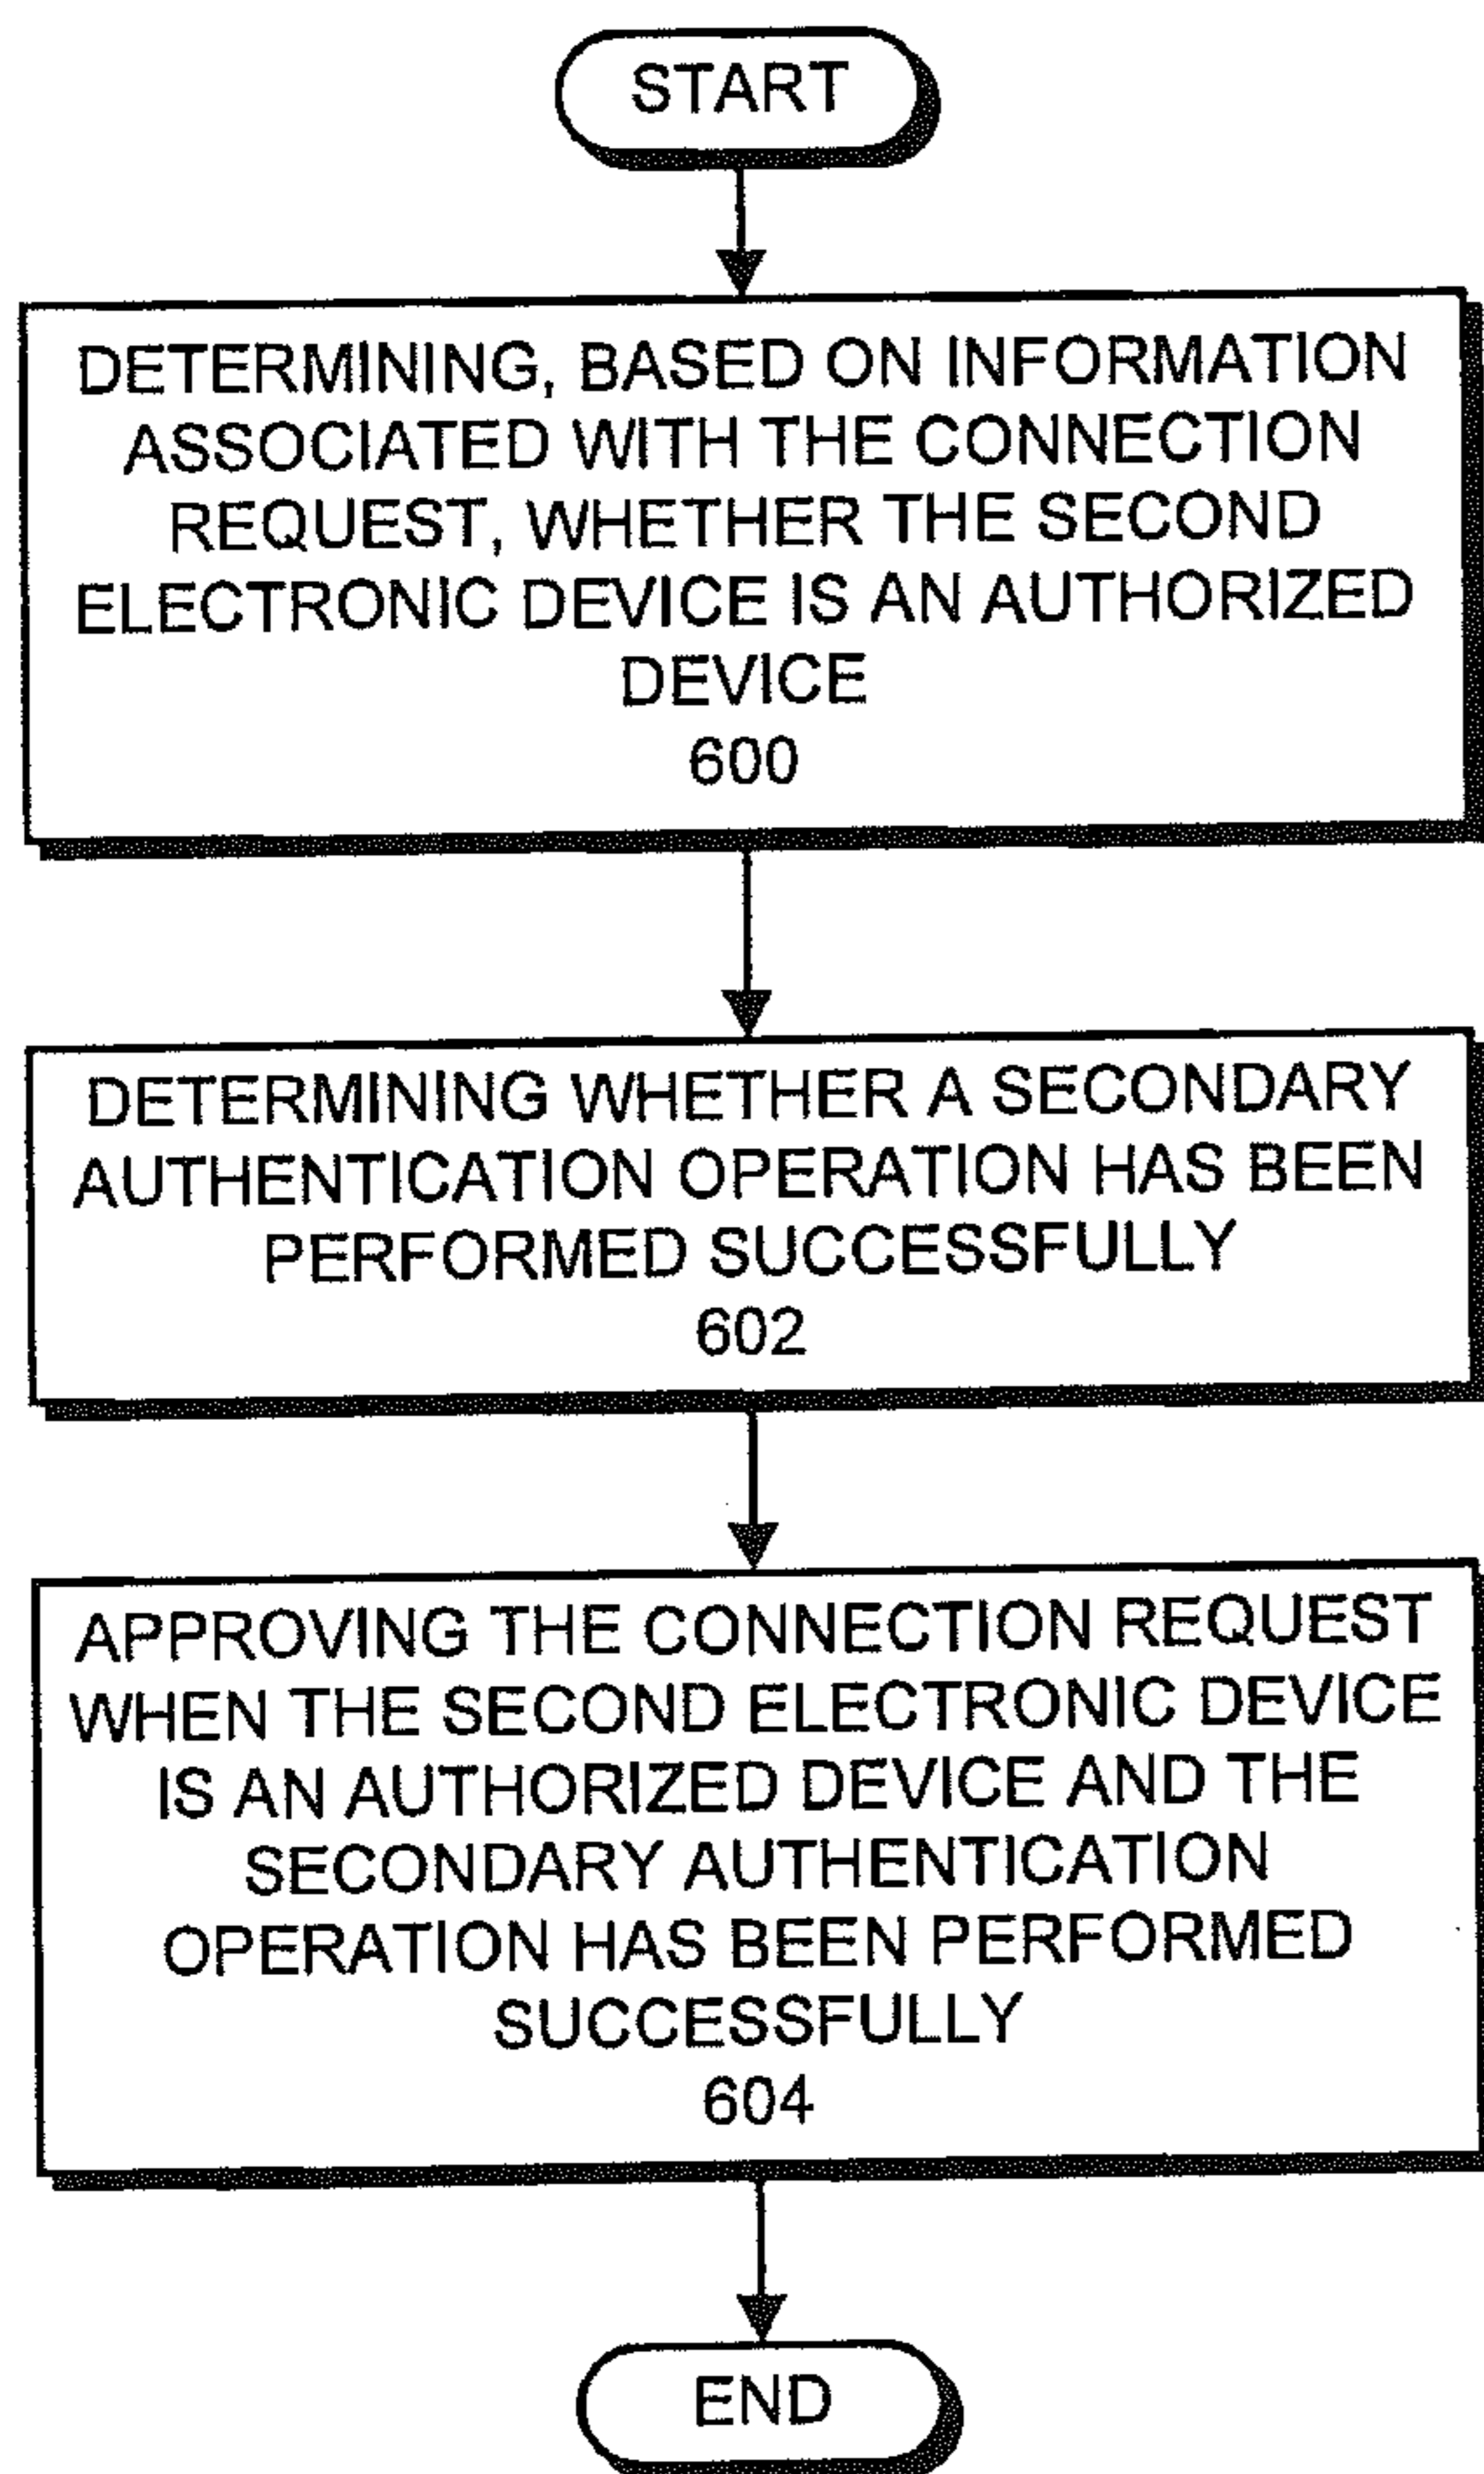 START
DETERMINING, BASED ON INFORMATION
ASSOCIATED WITH THE CONNECTION
REQUEST, WHETHER THE SECOND
ELECTRONIC DEVICE IS AN AUTHORIZED
DEVICE
600
DETERMINING WHETHER A SECONDARY
AUTHENTICATION OPERATION HAS BEEN
PERFORMED SUCCESSFULLY
602
APPROVING THE CONNECTION REQUEST
WHEN THE SECOND ELECTRONIC DEVICE
IS AN AUTHORIZED DEVICE AND THE
SECONDARY AUTHENTICATION
OPERATION HAS BEEN PERFORMED
SUCCESSFULLY
604
END